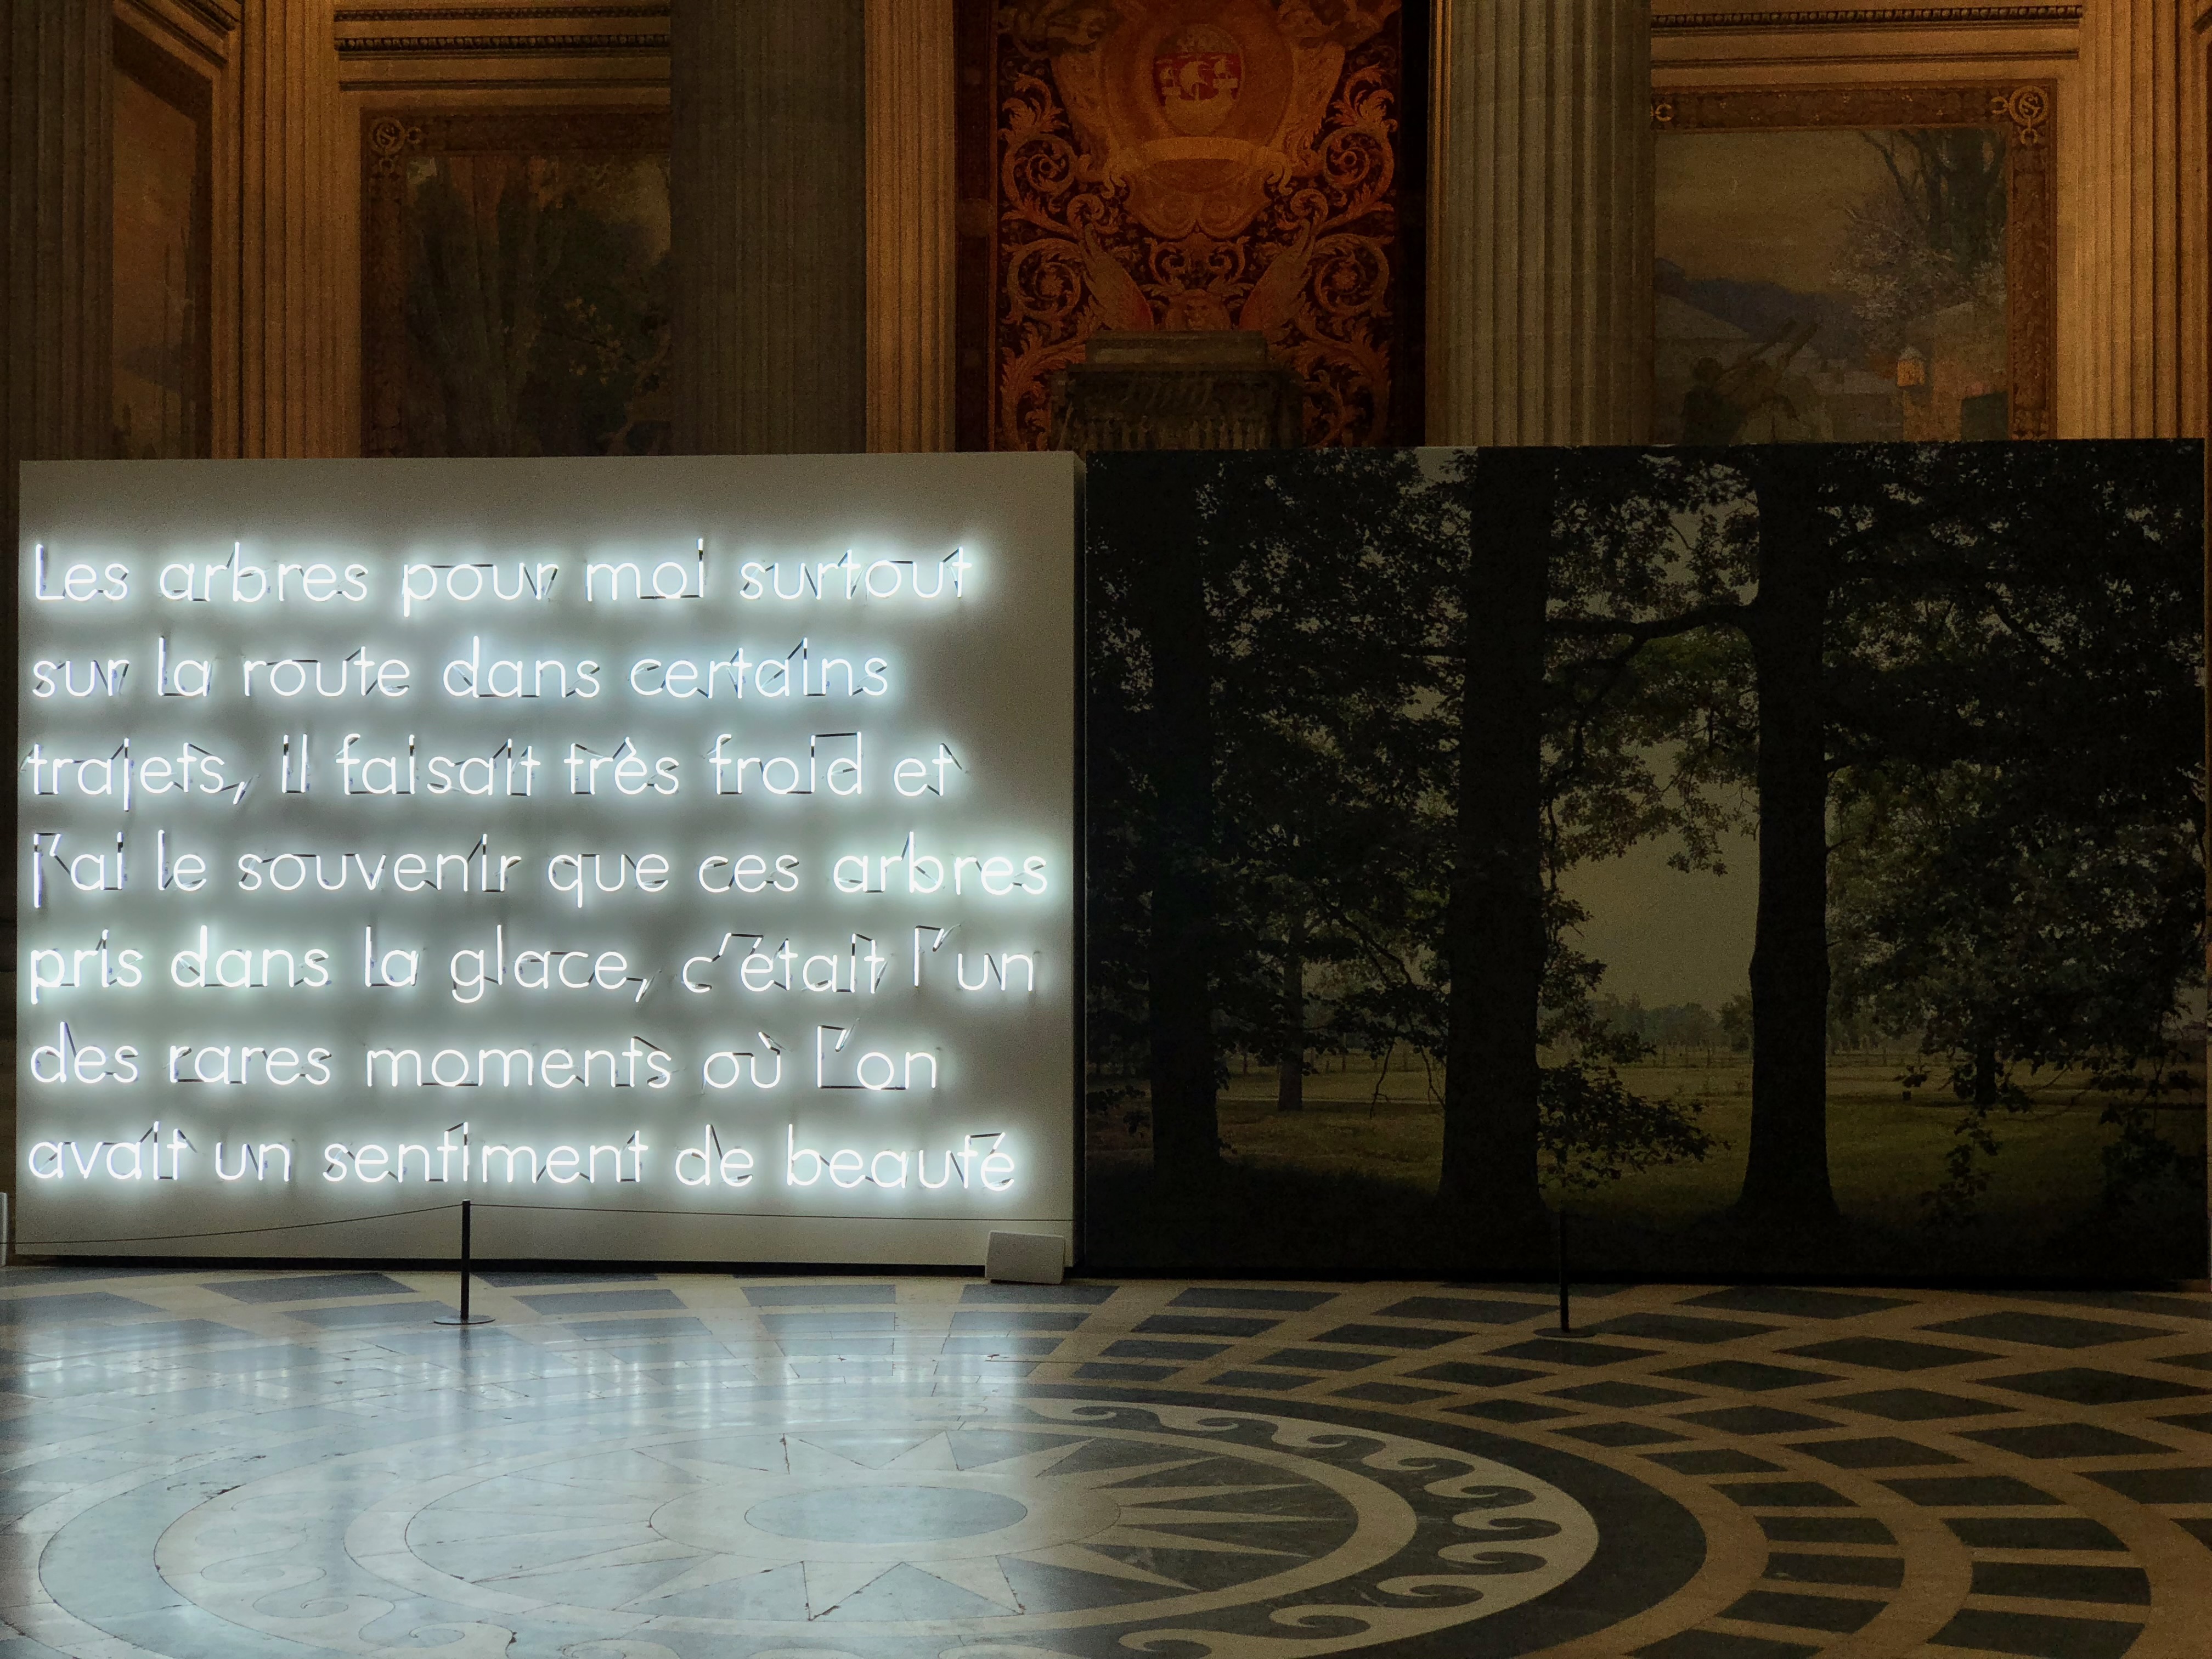 Les arbres pour moi surtout
sur la route dans certains
trajets, il faisait très froid et
j'ai le souvenir que ces arbres
pris dans la glace, c'était l'un
des rares moments où l'on
avait un sentiment de beauté